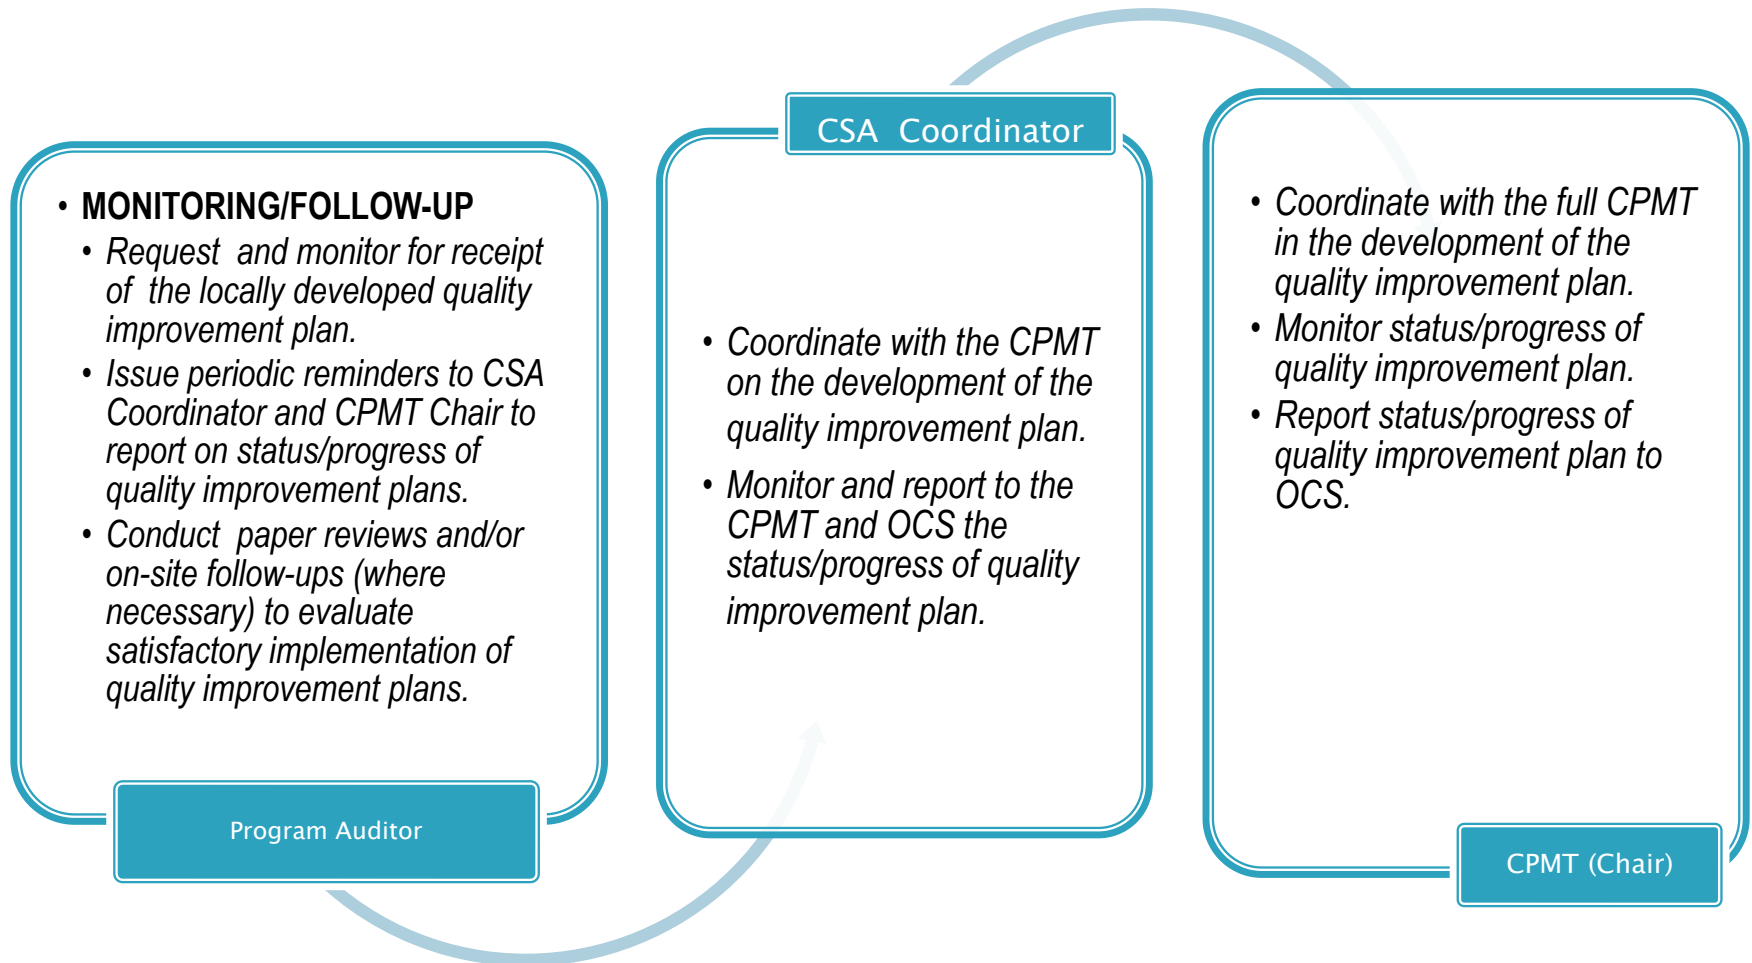 • MONITORING/FOLLOW-UP
• Request and monitor for receipt
of the locally developed quality
improvement plan.
• Issue periodic reminders to CSA
Coordinator and CPMT Chair to
report on status/progress of
quality improvement plans.
• Conduct paper reviews and/or
on-site follow-ups (where
necessary) to evaluate
satisfactory implementation of
quality improvement plans.
Program Auditor
CSA Coordinator
• Coordinate with the CPMT
on the development of the
quality improvement plan.
• Monitor and report to the
CPMT and OCS the
status/progress of quality
improvement plan.
• Coordinate with the full CPMT
in the development of the
quality improvement plan.
• Monitor status/progress of
quality improvement plan.
• Report status/progress of
quality improvement plan to
OCS.
CPMT (Chair)